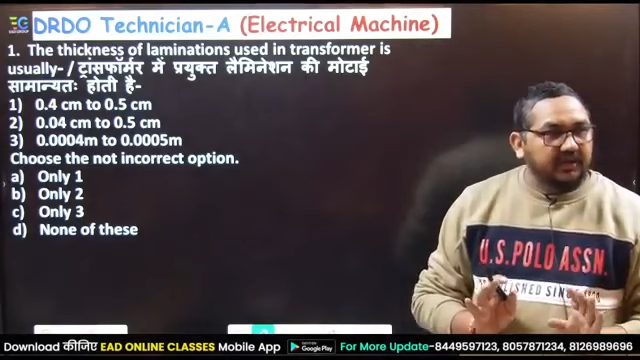 EG
DRDO Technician-A (Electrical Machine)
1. The thickness of laminations used in transformer is
usually- / ट्रांसफॉर्मर में प्रयुक्त लैमिनेशन की मोटाई
सामान्यतः होती है-
1) 0.4 cm to 0.5 cm
2) 0.04 cm to 0.5 cm
3) 0.0004m to 0.0005m
Choose the not incorrect option.
a) Only 1
b) Only 2
c) Only 3
d) None of these
U.S. POLO ASSN.
Download कीजिए EAD ONLINE CLASSES Mobile App Google Play For More Update-8449597123, 8057871234, 8126989696